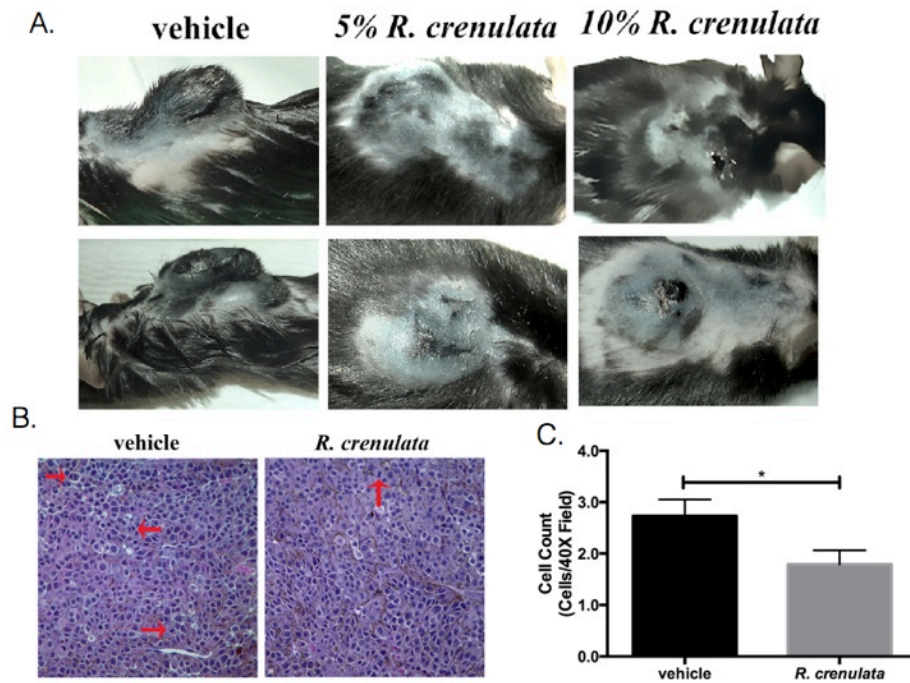 A.
vehicle
5% R. crenulata
10% R. crenulata
B.
vehicle
R. crenulata
C.
4.0
3.0
2.0
1.0
0.0
Cell Count
(Cells/40X Field)
*
vehicle
R. crenulata